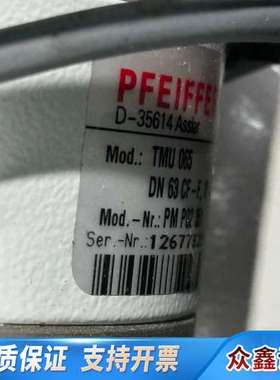 PFEIFFE
D-35614 Asslar
Mod.: TMU 065
DN 63 CF-F,
Mod.-Nr.: PM P02
Ser.-Nr: 12677
质保证 支持开票 众鑫